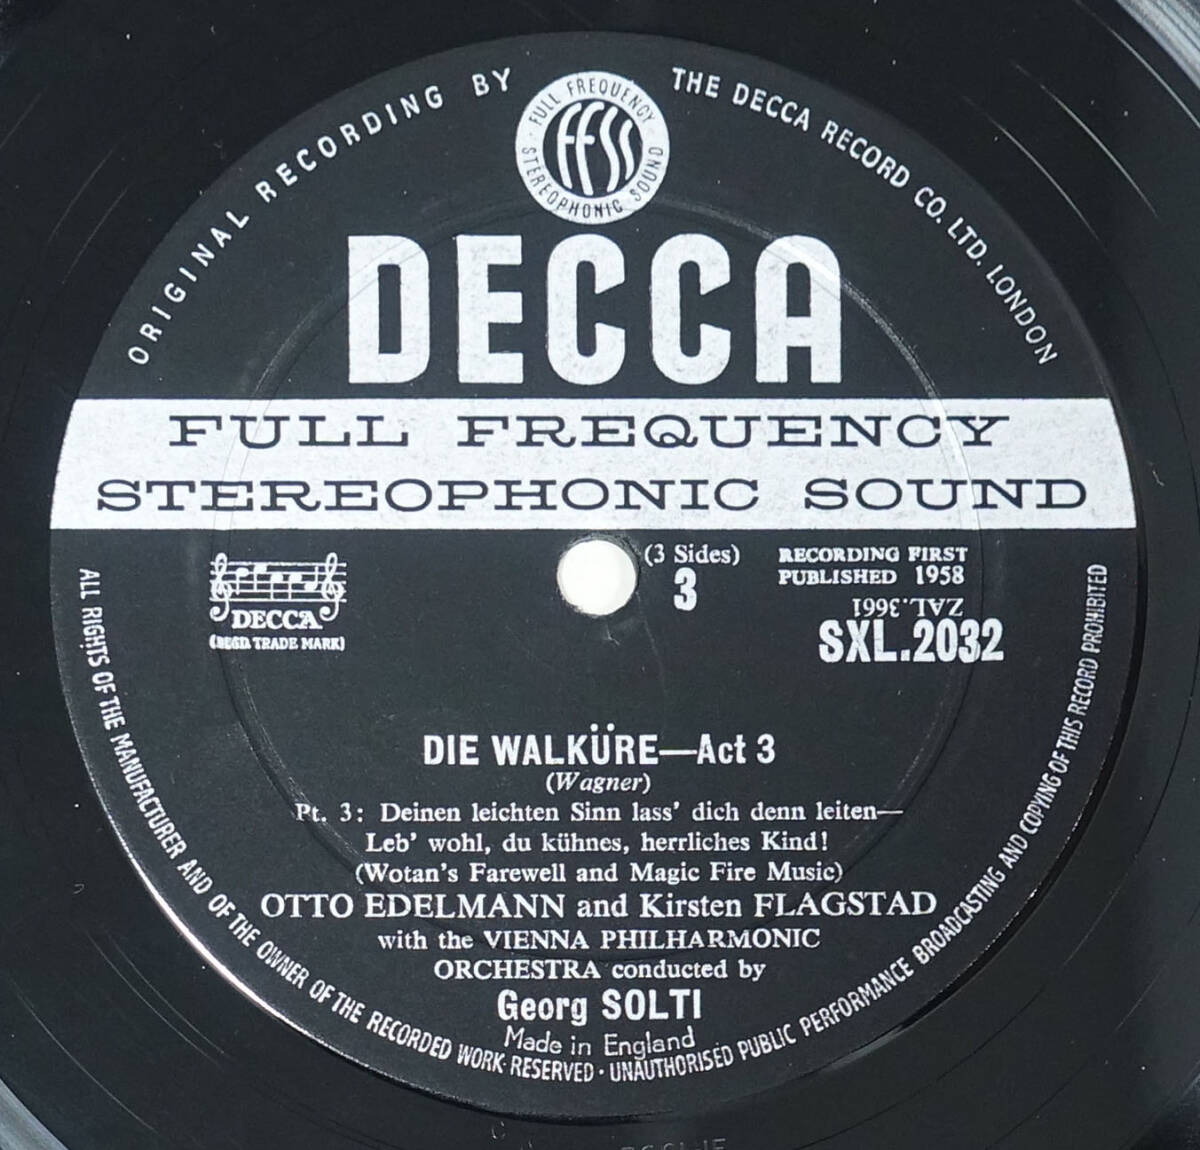 ORIGINAL RECORDING BY THE DECCA RECORD CO. LTD. LONDON
FULL FREQUENCY
STEREOPHONIC SOUND
FFSS
DECCA
FULL FREQUENCY
STEREOPHONIC SOUND
(3 Sides)
3
RECORDING FIRST
PUBLISHED 1958
ZAL.3661
SXL.2032
DECCA
(REGD. TRADE MARK)
DIE WALKÜRE—Act 3
(Wagner)
Pt. 3: Deinen leichten Sinn lass' dich denn leiten—
Leb' wohl, du kühnes, herrliches Kind!
(Wotan's Farewell and Magic Fire Music)
OTTO EDELMANN and Kirsten FLAGSTAD
with the VIENNA PHILHARMONIC
ORCHESTRA conducted by
Georg SOLTI
Made in England
ALL RIGHTS OF THE MANUFACTURER AND OF THE OWNER OF THE RECORDED WORK RESERVED · UNAUTHORISED PUBLIC PERFORMANCE BROADCASTING AND COPYING OF THIS RECORD PROHIBITED